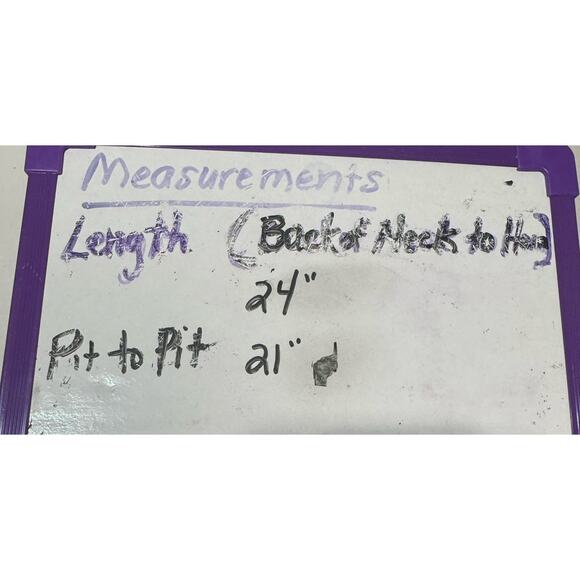 Measurements
Length (Back of Neck to Hem)
24"
Pit to Pit 21"